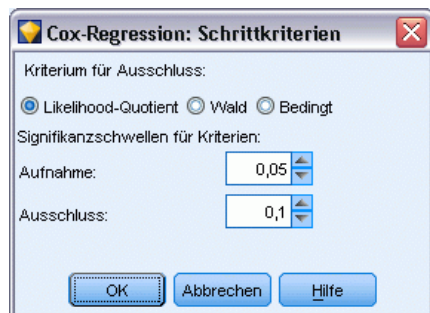 Cox-Regression: Schrittkriterien
Kriterium für Ausschluss:
Likelihood-Quotient Wald Bedingt
Signifikanzschwellen für Kriterien:
Aufnahme: 0,05
Ausschluss: 0,1
OK Abbrechen Hilfe